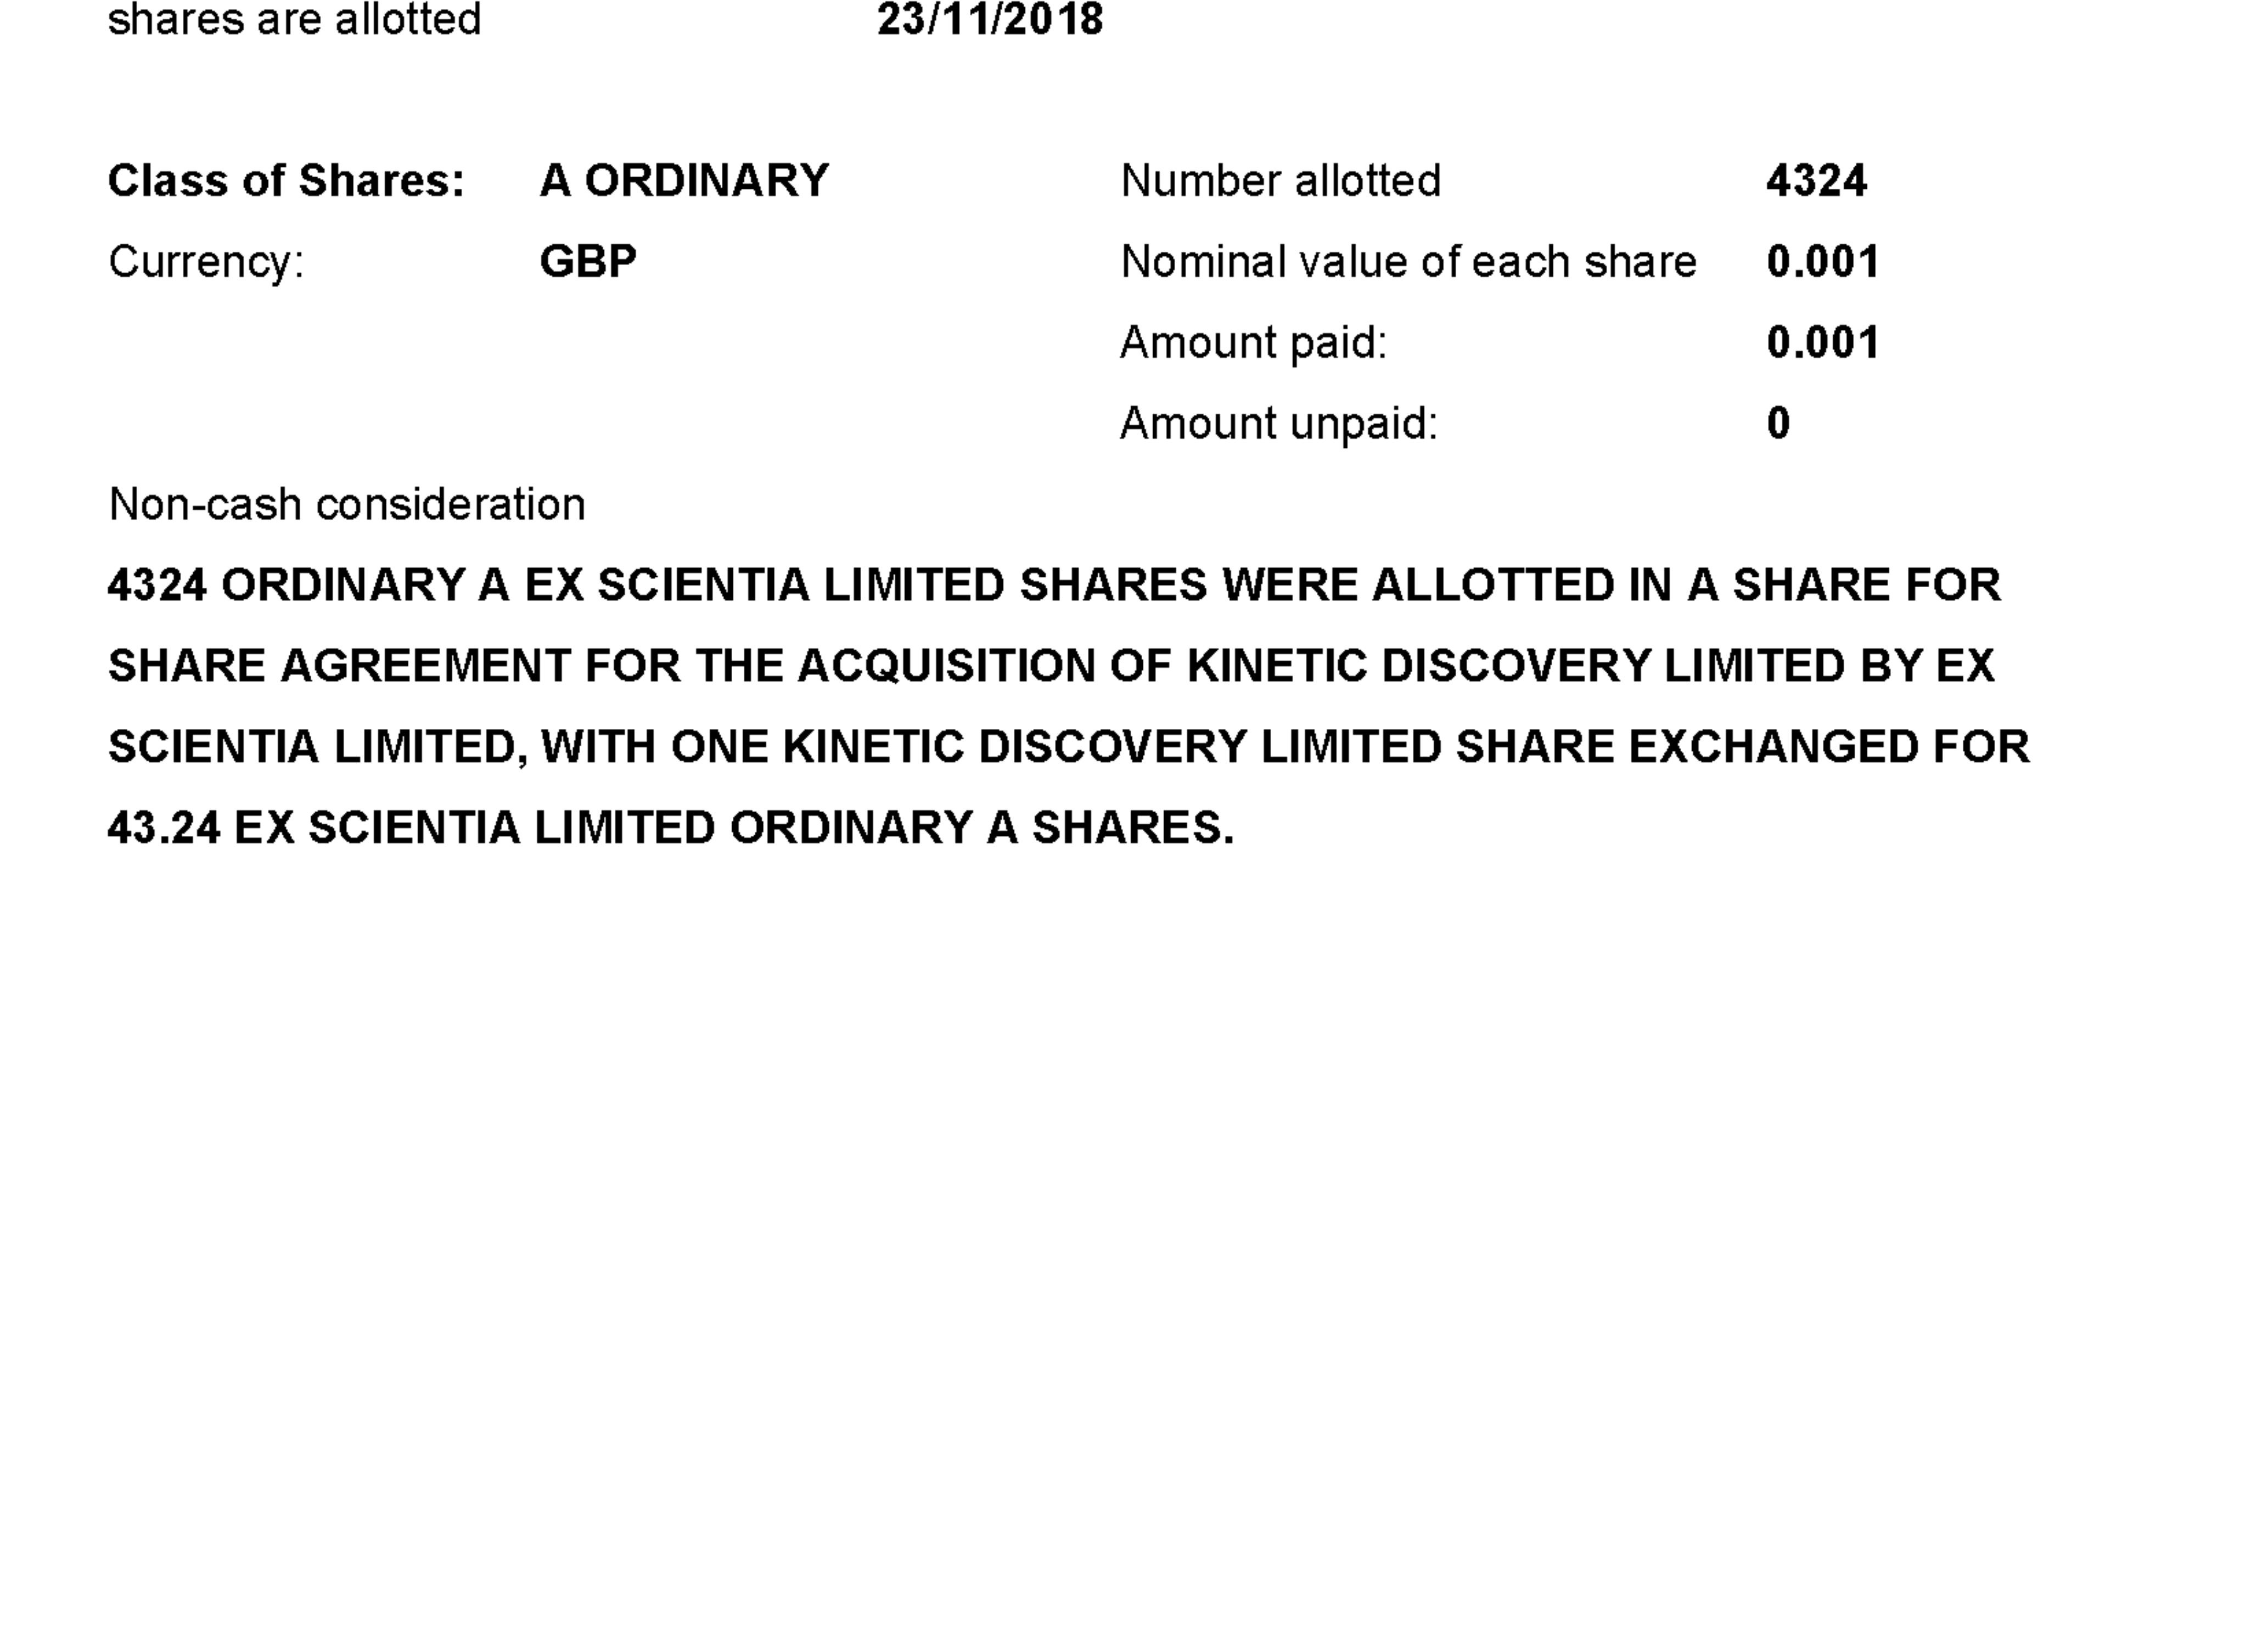 shares are allotted 23/11/2018
Class of Shares: A ORDINARY Number allotted 4324
Currency: GBP Nominal value of each share 0.001
Amount paid: 0.001
Amount unpaid: 0
Non-cash consideration
4324 ORDINARY A EX SCIENTIA LIMITED SHARES WERE ALLOTTED IN A SHARE FOR
SHARE AGREEMENT FOR THE ACQUISITION OF KINETIC DISCOVERY LIMITED BY EX
SCIENTIA LIMITED, WITH ONE KINETIC DISCOVERY LIMITED SHARE EXCHANGED FOR
43.24 EX SCIENTIA LIMITED ORDINARY A SHARES.